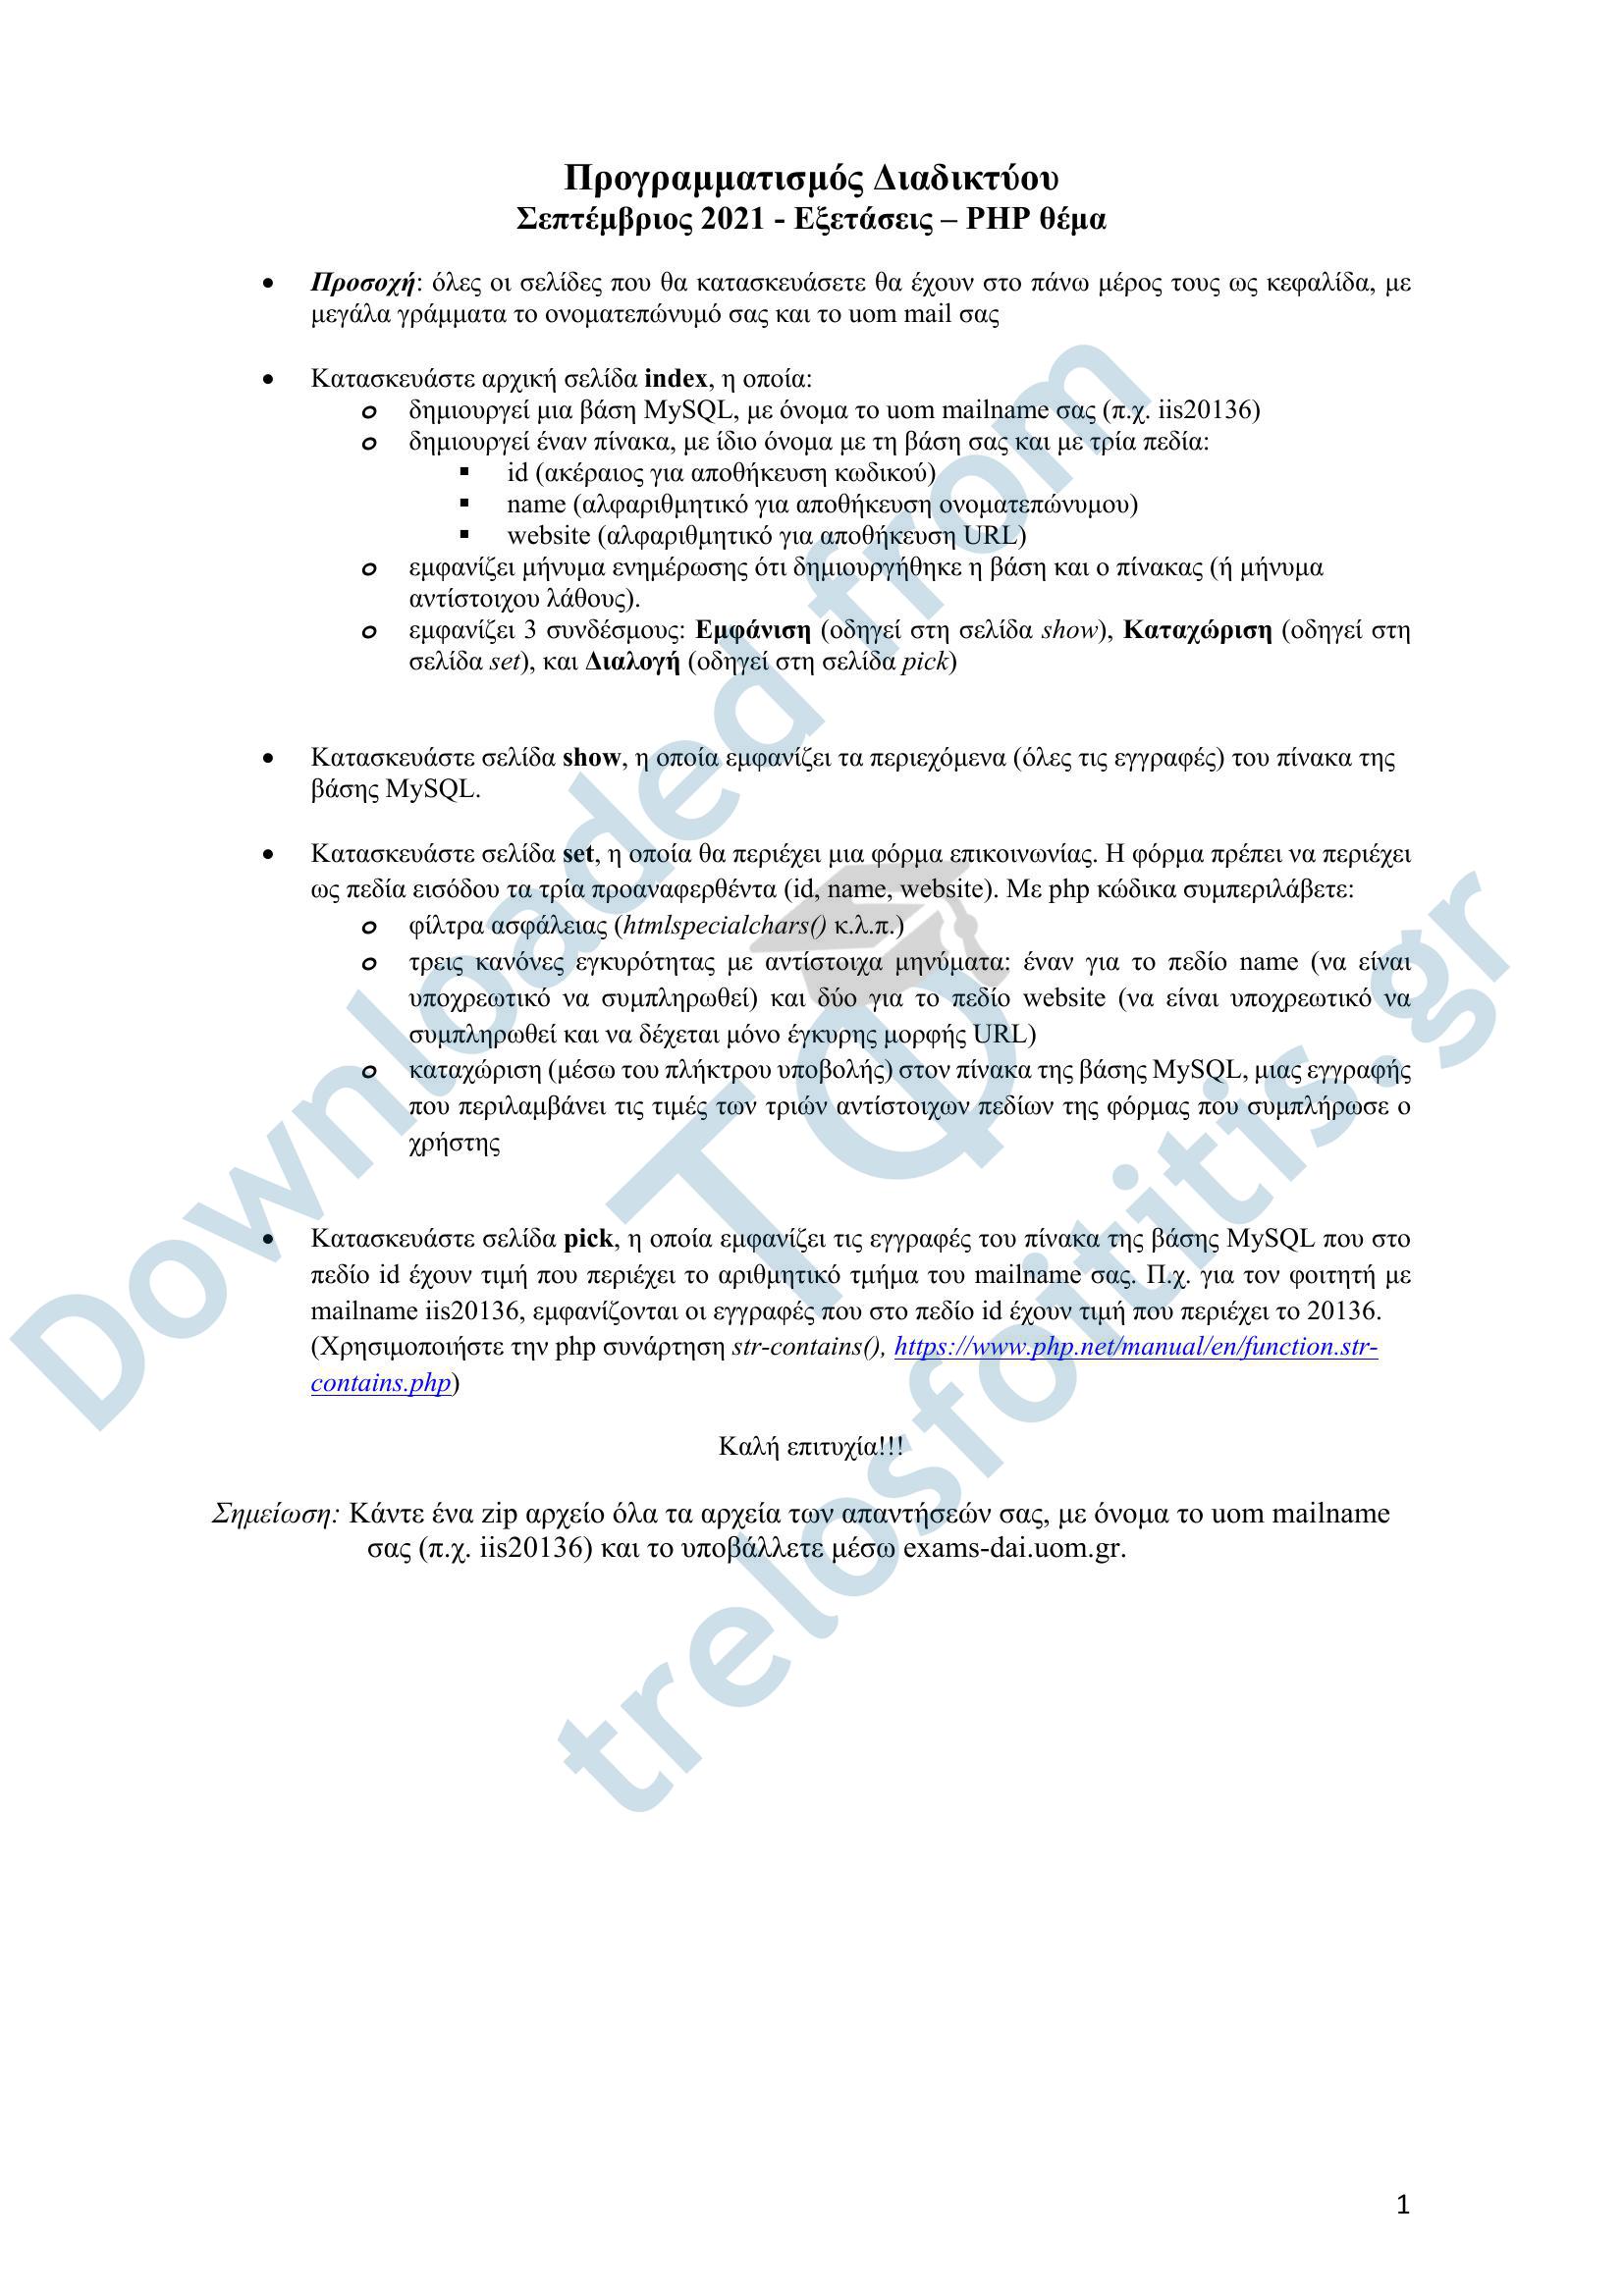 Προγραμματισμός Διαδικτύου
Σεπτέμβριος 2021 - Εξετάσεις – PHP θέμα
• Προσοχή: όλες οι σελίδες που θα κατασκευάσετε θα έχουν στο πάνω μέρος τους ως κεφαλίδα, με
μεγάλα γράμματα το ονοματεπώνυμό σας και το uom mail σας
• Κατασκευάστε αρχική σελίδα index, η οποία:
o δημιουργεί μια βάση MySQL, με όνομα το uom mailname σας (π.χ. iis20136)
o δημιουργεί έναν πίνακα, με ίδιο όνομα με τη βάση σας και με τρία πεδία:
▪ id (ακέραιος για αποθήκευση κωδικού)
▪ name (αλφαριθμητικό για αποθήκευση ονοματεπώνυμου)
▪ website (αλφαριθμητικό για αποθήκευση URL)
o εμφανίζει μήνυμα ενημέρωσης ότι δημιουργήθηκε η βάση και ο πίνακας (ή μήνυμα
αντίστοιχου λάθους).
o εμφανίζει 3 συνδέσμους: Εμφάνιση (οδηγεί στη σελίδα show), Καταχώριση (οδηγεί στη
σελίδα set), και Διαλογή (οδηγεί στη σελίδα pick)
• Κατασκευάστε σελίδα show, η οποία εμφανίζει τα περιεχόμενα (όλες τις εγγραφές) του πίνακα της
βάσης MySQL.
• Κατασκευάστε σελίδα set, η οποία θα περιέχει μια φόρμα επικοινωνίας. Η φόρμα πρέπει να περιέχει
ως πεδία εισόδου τα τρία προαναφερθέντα (id, name, website). Με php κώδικα συμπεριλάβετε:
o φίλτρα ασφάλειας (htmlspecialchars() κ.λ.π.)
o τρεις κανόνες εγκυρότητας με αντίστοιχα μηνύματα: έναν για το πεδίο name (να είναι
υποχρεωτικό να συμπληρωθεί) και δύο για το πεδίο website (να είναι υποχρεωτικό να
συμπληρωθεί και να δέχεται μόνο έγκυρης μορφής URL)
o καταχώριση (μέσω του πλήκτρου υποβολής) στον πίνακα της βάσης MySQL, μιας εγγραφής
που περιλαμβάνει τις τιμές των τριών αντίστοιχων πεδίων της φόρμας που συμπλήρωσε ο
χρήστης
• Κατασκευάστε σελίδα pick, η οποία εμφανίζει τις εγγραφές του πίνακα της βάσης MySQL που στο
πεδίο id έχουν τιμή που περιέχει το αριθμητικό τμήμα του mailname σας. Π.χ. για τον φοιτητή με
mailname iis20136, εμφανίζονται οι εγγραφές που στο πεδίο id έχουν τιμή που περιέχει το 20136.
(Χρησιμοποιήστε την php συνάρτηση str-contains(), https://www.php.net/manual/en/function.str-
contains.php)
Καλή επιτυχία!!!
Σημείωση: Κάντε ένα zip αρχείο όλα τα αρχεία των απαντήσεών σας, με όνομα το uom mailname
σας (π.χ. iis20136) και το υποβάλλετε μέσω exams-dai.uom.gr.
Downloaded from
ΤΦ
trelosfoititis.gr
1